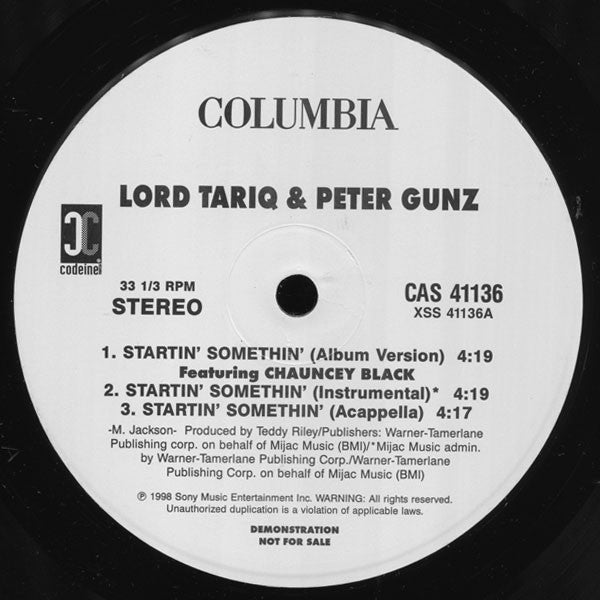 COLUMBIA
LORD TARIQ & PETER GUNZ
codeine!
33 1/3 RPM
STEREO
CAS 41136
XSS 41136A
1. STARTIN' SOMETHIN' (Album Version) 4:19
Featuring CHAUNCEY BLACK
2. STARTIN' SOMETHIN' (Instrumental)* 4:19
3. STARTIN' SOMETHIN' (Acappella) 4:17
-M. Jackson- Produced by Teddy Riley/Publishers: Warner-Tamerlane
Publishing corp. on behalf of Mijac Music (BMI)/*Mijac Music admin.
by Warner-Tamerlane Publishing Corp./Warner-Tamerlane
Publishing Corp. on behalf of Mijac Music (BMI)
℗ 1998 Sony Music Entertainment Inc. WARNING: All rights reserved.
Unauthorized duplication is a violation of applicable laws.
DEMONSTRATION
NOT FOR SALE